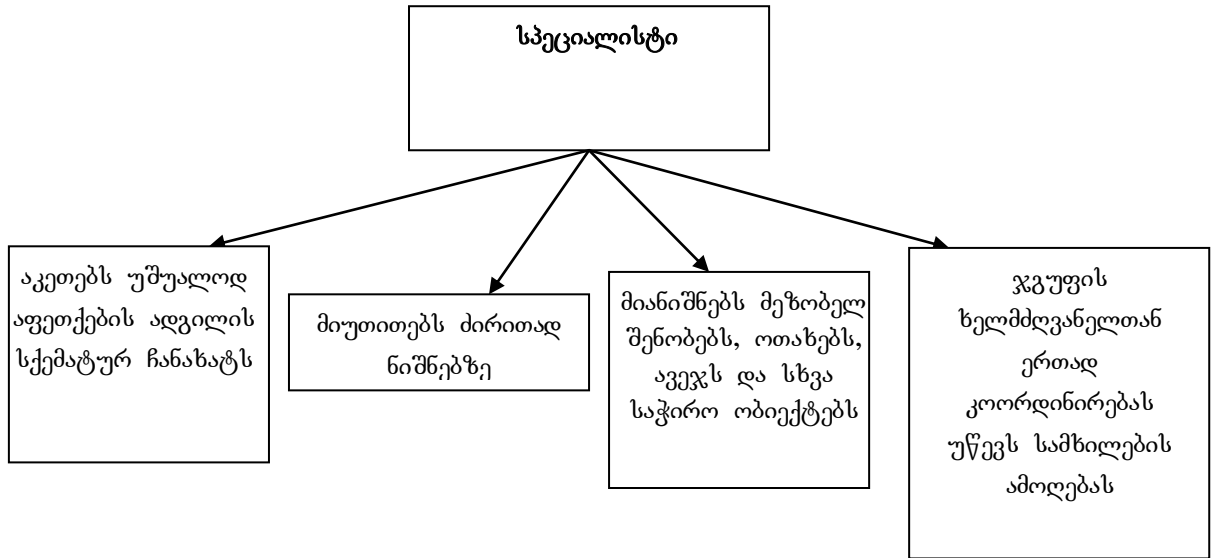 სპეციალისტი
აკეთებს უშუალოდ
აფეთქების ადგილის
სქემატურ ჩანახატს
მიუთითებს ძირითად
ნიშნებზე
მიანიშნებს მეზობელ
შენობებს, ოთახებს,
ავეჯს და სხვა
საჭირო ობიექტებს
ჯგუფის
ხელმძღვანელთან
ერთად
კოორდინირებას
უწევს სამხილების
ამოღებას